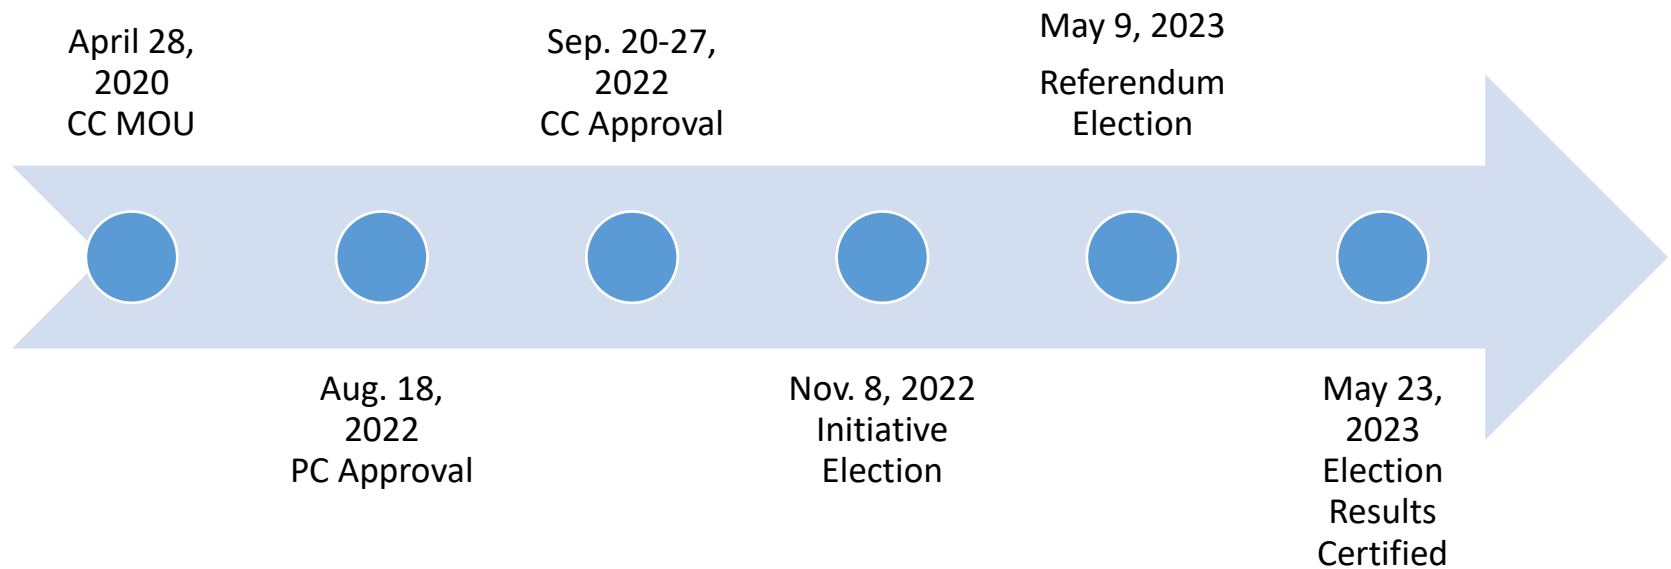 April 28,
2020
CC MOU
Aug. 18,
2022
PC Approval
Sep. 20-27,
2022
CC Approval
Nov. 8, 2022
Initiative
Election
May 9, 2023
Referendum
Election
May 23,
2023
Election
Results
Certified